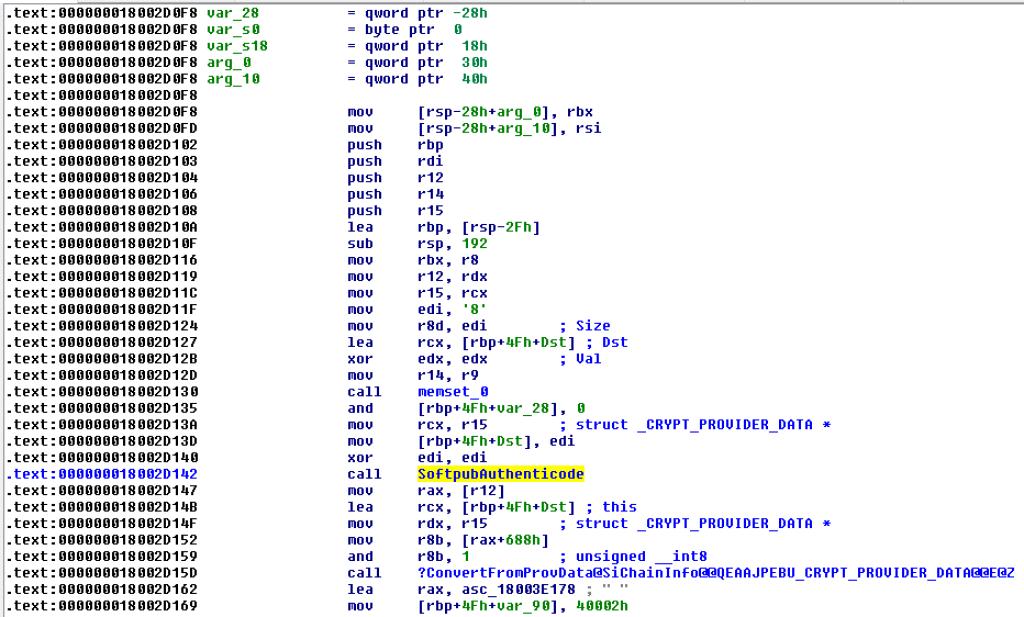 .text:000000018002D0F8 var_28 = qword ptr -28h
.text:000000018002D0F8 var_s0 = byte ptr 0
.text:000000018002D0F8 var_s18 = qword ptr 18h
.text:000000018002D0F8 arg_0 = qword ptr 30h
.text:000000018002D0F8 arg_10 = qword ptr 40h
.text:000000018002D0F8
.text:000000018002D0F8 mov [rsp-28h+arg_0], rbx
.text:000000018002D0FD mov [rsp-28h+arg_10], rsi
.text:000000018002D102 push rbp
.text:000000018002D103 push rdi
.text:000000018002D104 push r12
.text:000000018002D106 push r14
.text:000000018002D108 push r15
.text:000000018002D10A lea rbp, [rsp-2Fh]
.text:000000018002D10F sub rsp, 192
.text:000000018002D116 mov rbx, r8
.text:000000018002D119 mov r12, rdx
.text:000000018002D11C mov r15, rcx
.text:000000018002D11F mov edi, '8'
.text:000000018002D124 mov r8d, edi ; Size
.text:000000018002D127 lea rcx, [rbp+4Fh+Dst] ; Dst
.text:000000018002D12B xor edx, edx ; Val
.text:000000018002D12D mov r14, r9
.text:000000018002D130 call memset_0
.text:000000018002D135 and [rbp+4Fh+var_28], 0
.text:000000018002D13A mov rcx, r15 ; struct _CRYPT_PROVIDER_DATA *
.text:000000018002D13D mov [rbp+4Fh+Dst], edi
.text:000000018002D140 xor edi, edi
.text:000000018002D142 call SoftpubAuthenticode
.text:000000018002D147 mov rax, [r12]
.text:000000018002D14B lea rcx, [rbp+4Fh+Dst] ; this
.text:000000018002D14F mov rdx, r15 ; struct _CRYPT_PROVIDER_DATA *
.text:000000018002D152 mov r8b, [rax+688h]
.text:000000018002D159 and r8b, 1 ; unsigned __int8
.text:000000018002D15D call ?ConvertFromProvData@SiChainInfo@@QEAAJPEBU_CRYPT_PROVIDER_DATA@@E@Z
.text:000000018002D162 lea rax, asc_18003E178 ; " "
.text:000000018002D169 mov [rbp+4Fh+var_90], 40002h